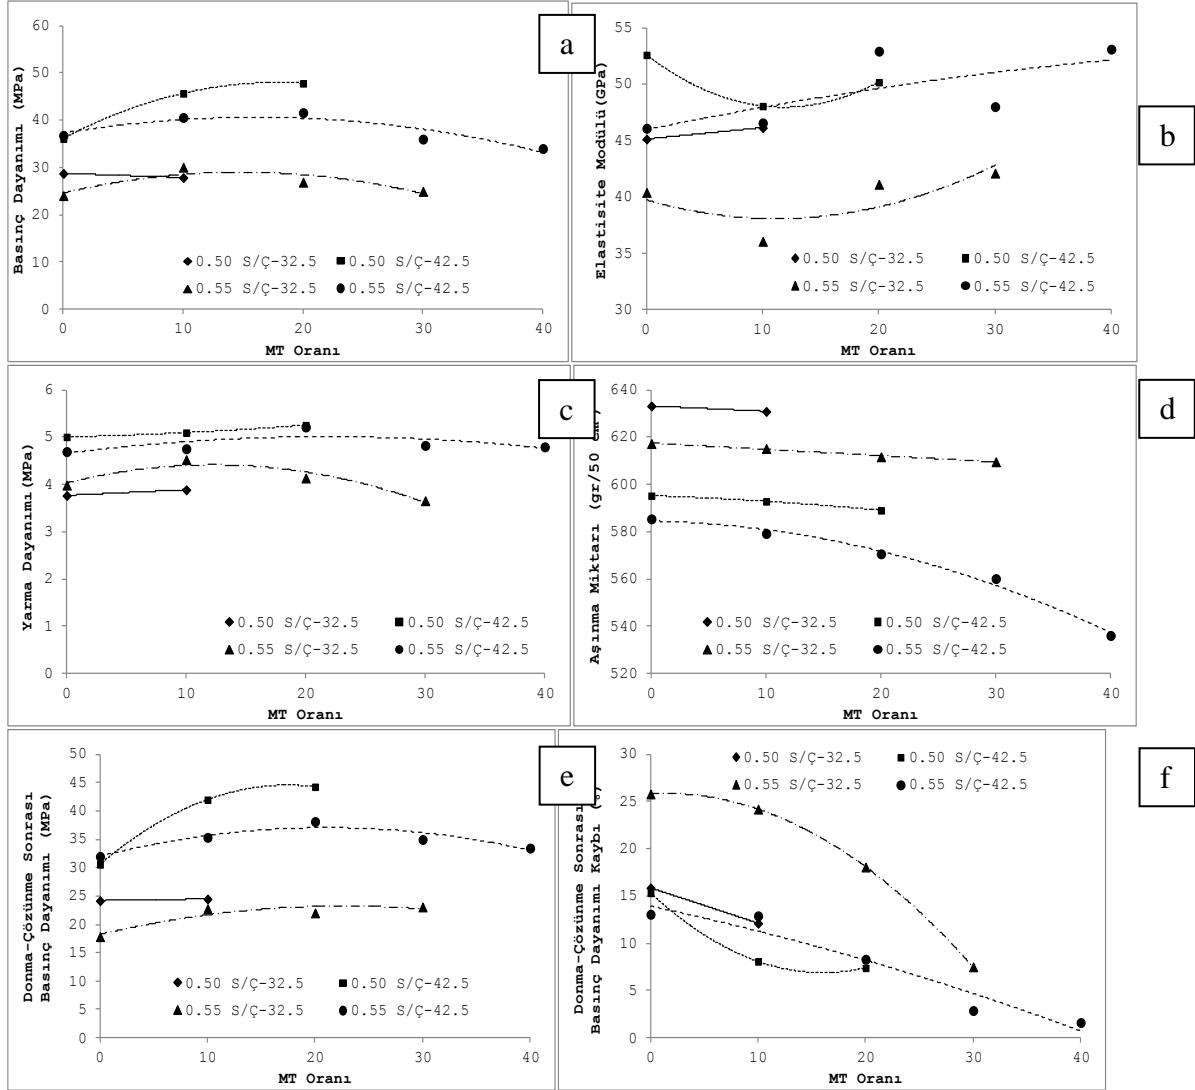 a
60
50
40
30
20
10
0
Basınç Dayanımı (MPa)
0.50 S/Ç-32.5
0.50 S/Ç-42.5
0.55 S/Ç-32.5
0.55 S/Ç-42.5
0 10 20 30 40
MT Oranı
b
60
55
50
45
40
35
30
Elastisite Modülü(GPa)
0.50 S/Ç-32.5
0.50 S/Ç-42.5
0.55 S/Ç-32.5
0.55 S/Ç-42.5
0 10 20 30 40
MT Oranı
c
6
5
4
3
2
1
0
Yarma Dayanımı(MPa)
0.50 S/Ç-32.5
0.50 S/Ç-42.5
0.55 S/Ç-32.5
0.55 S/Ç-42.5
0 10 20 30 40
MT Oranı
d
640
620
600
580
560
540
520
Aşınma Miktarı (gr/50 cm
0.50 S/Ç-32.5
0.50 S/Ç-42.5
0.55 S/Ç-32.5
0.55 S/Ç-42.5
0 10 20 30 40
MT Oranı
e
50
45
40
35
30
25
20
15
10
5
0
Donma-Çözünme Sonrası
Basınç Dayanımı (MPa)
0.50 S/Ç-32.5
0.50 S/Ç-42.5
0.55 S/Ç-32.5
0.55 S/Ç-42.5
0 10 20 30 40
MT Oranı
f
30
25
20
15
10
5
0
Donma-Çözünme Sonrası
Basınç Dayanımı Kaybı (%)
0.50 S/Ç-32.5
0.50 S/Ç-42.5
0.55 S/Ç-32.5
0.55 S/Ç-42.5
0 10 20 30 40
MT Oranı